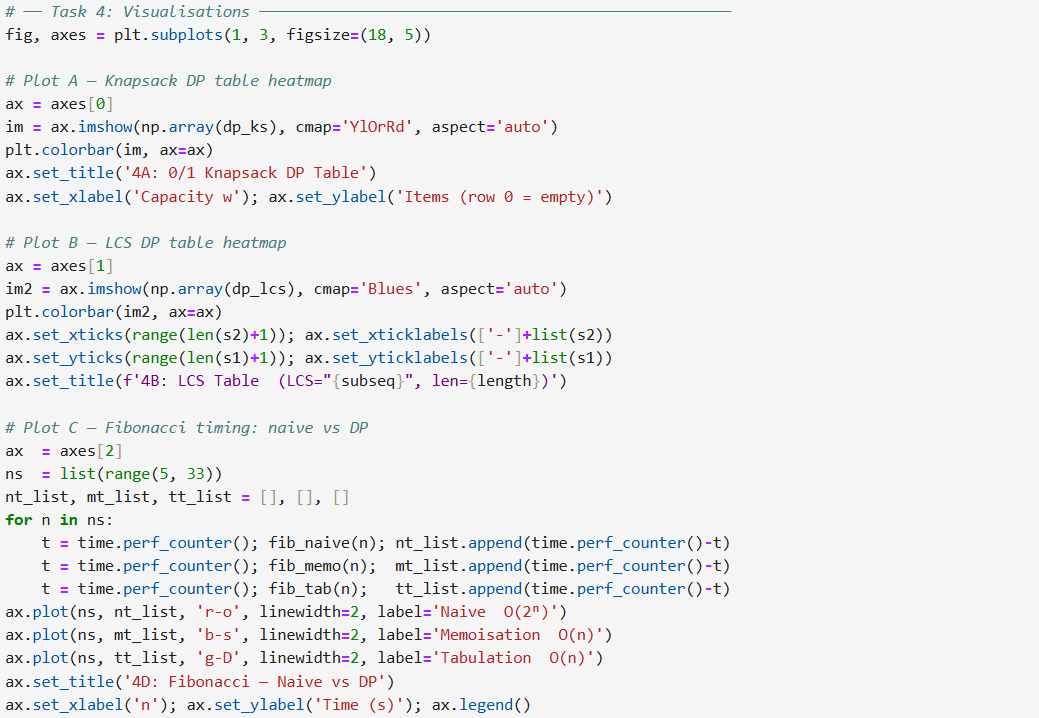 # ── Task 4: Visualisations ────────────────────────────────────────────────────
fig, axes = plt.subplots(1, 3, figsize=(18, 5))
# Plot A — Knapsack DP table heatmap
ax = axes[0]
im = ax.imshow(np.array(dp_ks), cmap='YlOrRd', aspect='auto')
plt.colorbar(im, ax=ax)
ax.set_title('4A: 0/1 Knapsack DP Table')
ax.set_xlabel('Capacity w'); ax.set_ylabel('Items (row 0 = empty)')
# Plot B — LCS DP table heatmap
ax = axes[1]
im2 = ax.imshow(np.array(dp_lcs), cmap='Blues', aspect='auto')
plt.colorbar(im2, ax=ax)
ax.set_xticks(range(len(s2)+1)); ax.set_xticklabels(['-']+list(s2))
ax.set_yticks(range(len(s1)+1)); ax.set_yticklabels(['-']+list(s1))
ax.set_title(f'4B: LCS Table  (LCS="{subseq}", len={length})')
# Plot C — Fibonacci timing: naive vs DP
ax  = axes[2]
ns  = list(range(5, 33))
nt_list, mt_list, tt_list = [], [], []
for n in ns:
    t = time.perf_counter(); fib_naive(n); nt_list.append(time.perf_counter()-t)
    t = time.perf_counter(); fib_memo(n);  mt_list.append(time.perf_counter()-t)
    t = time.perf_counter(); fib_tab(n);   tt_list.append(time.perf_counter()-t)
ax.plot(ns, nt_list, 'r-o', linewidth=2, label='Naive  O(2ⁿ)')
ax.plot(ns, mt_list, 'b-s', linewidth=2, label='Memoisation  O(n)')
ax.plot(ns, tt_list, 'g-D', linewidth=2, label='Tabulation  O(n)')
ax.set_title('4D: Fibonacci — Naive vs DP')
ax.set_xlabel('n'); ax.set_ylabel('Time (s)'); ax.legend()